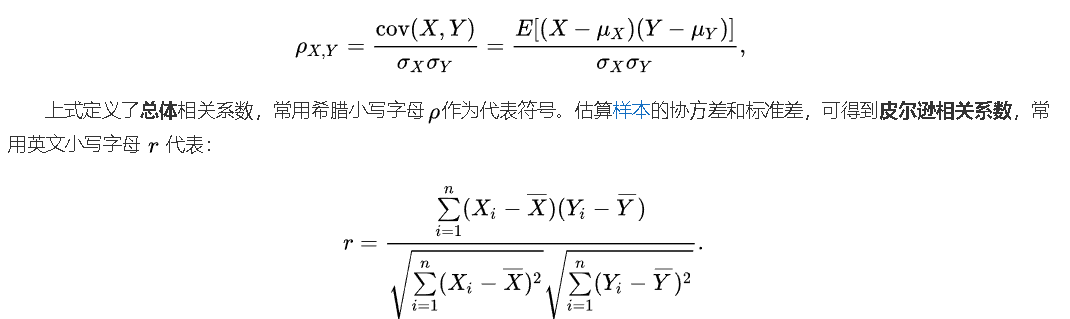 ρX,Y = cov(X, Y) / σXσY = E[(X − μX)(Y − μY)] / σXσY,
上式定义了总体相关系数，常用希腊小写字母 ρ 作为代表符号。估算样本的协方差和标准差，可得到皮尔逊相关系数，常
用英文小写字母 r 代表：
r = ∑_{i=1}^{n}(Xi − X̅)(Yi − Y̅) / √(∑_{i=1}^{n}(Xi − X̅)²) √(∑_{i=1}^{n}(Yi − Y̅)²).